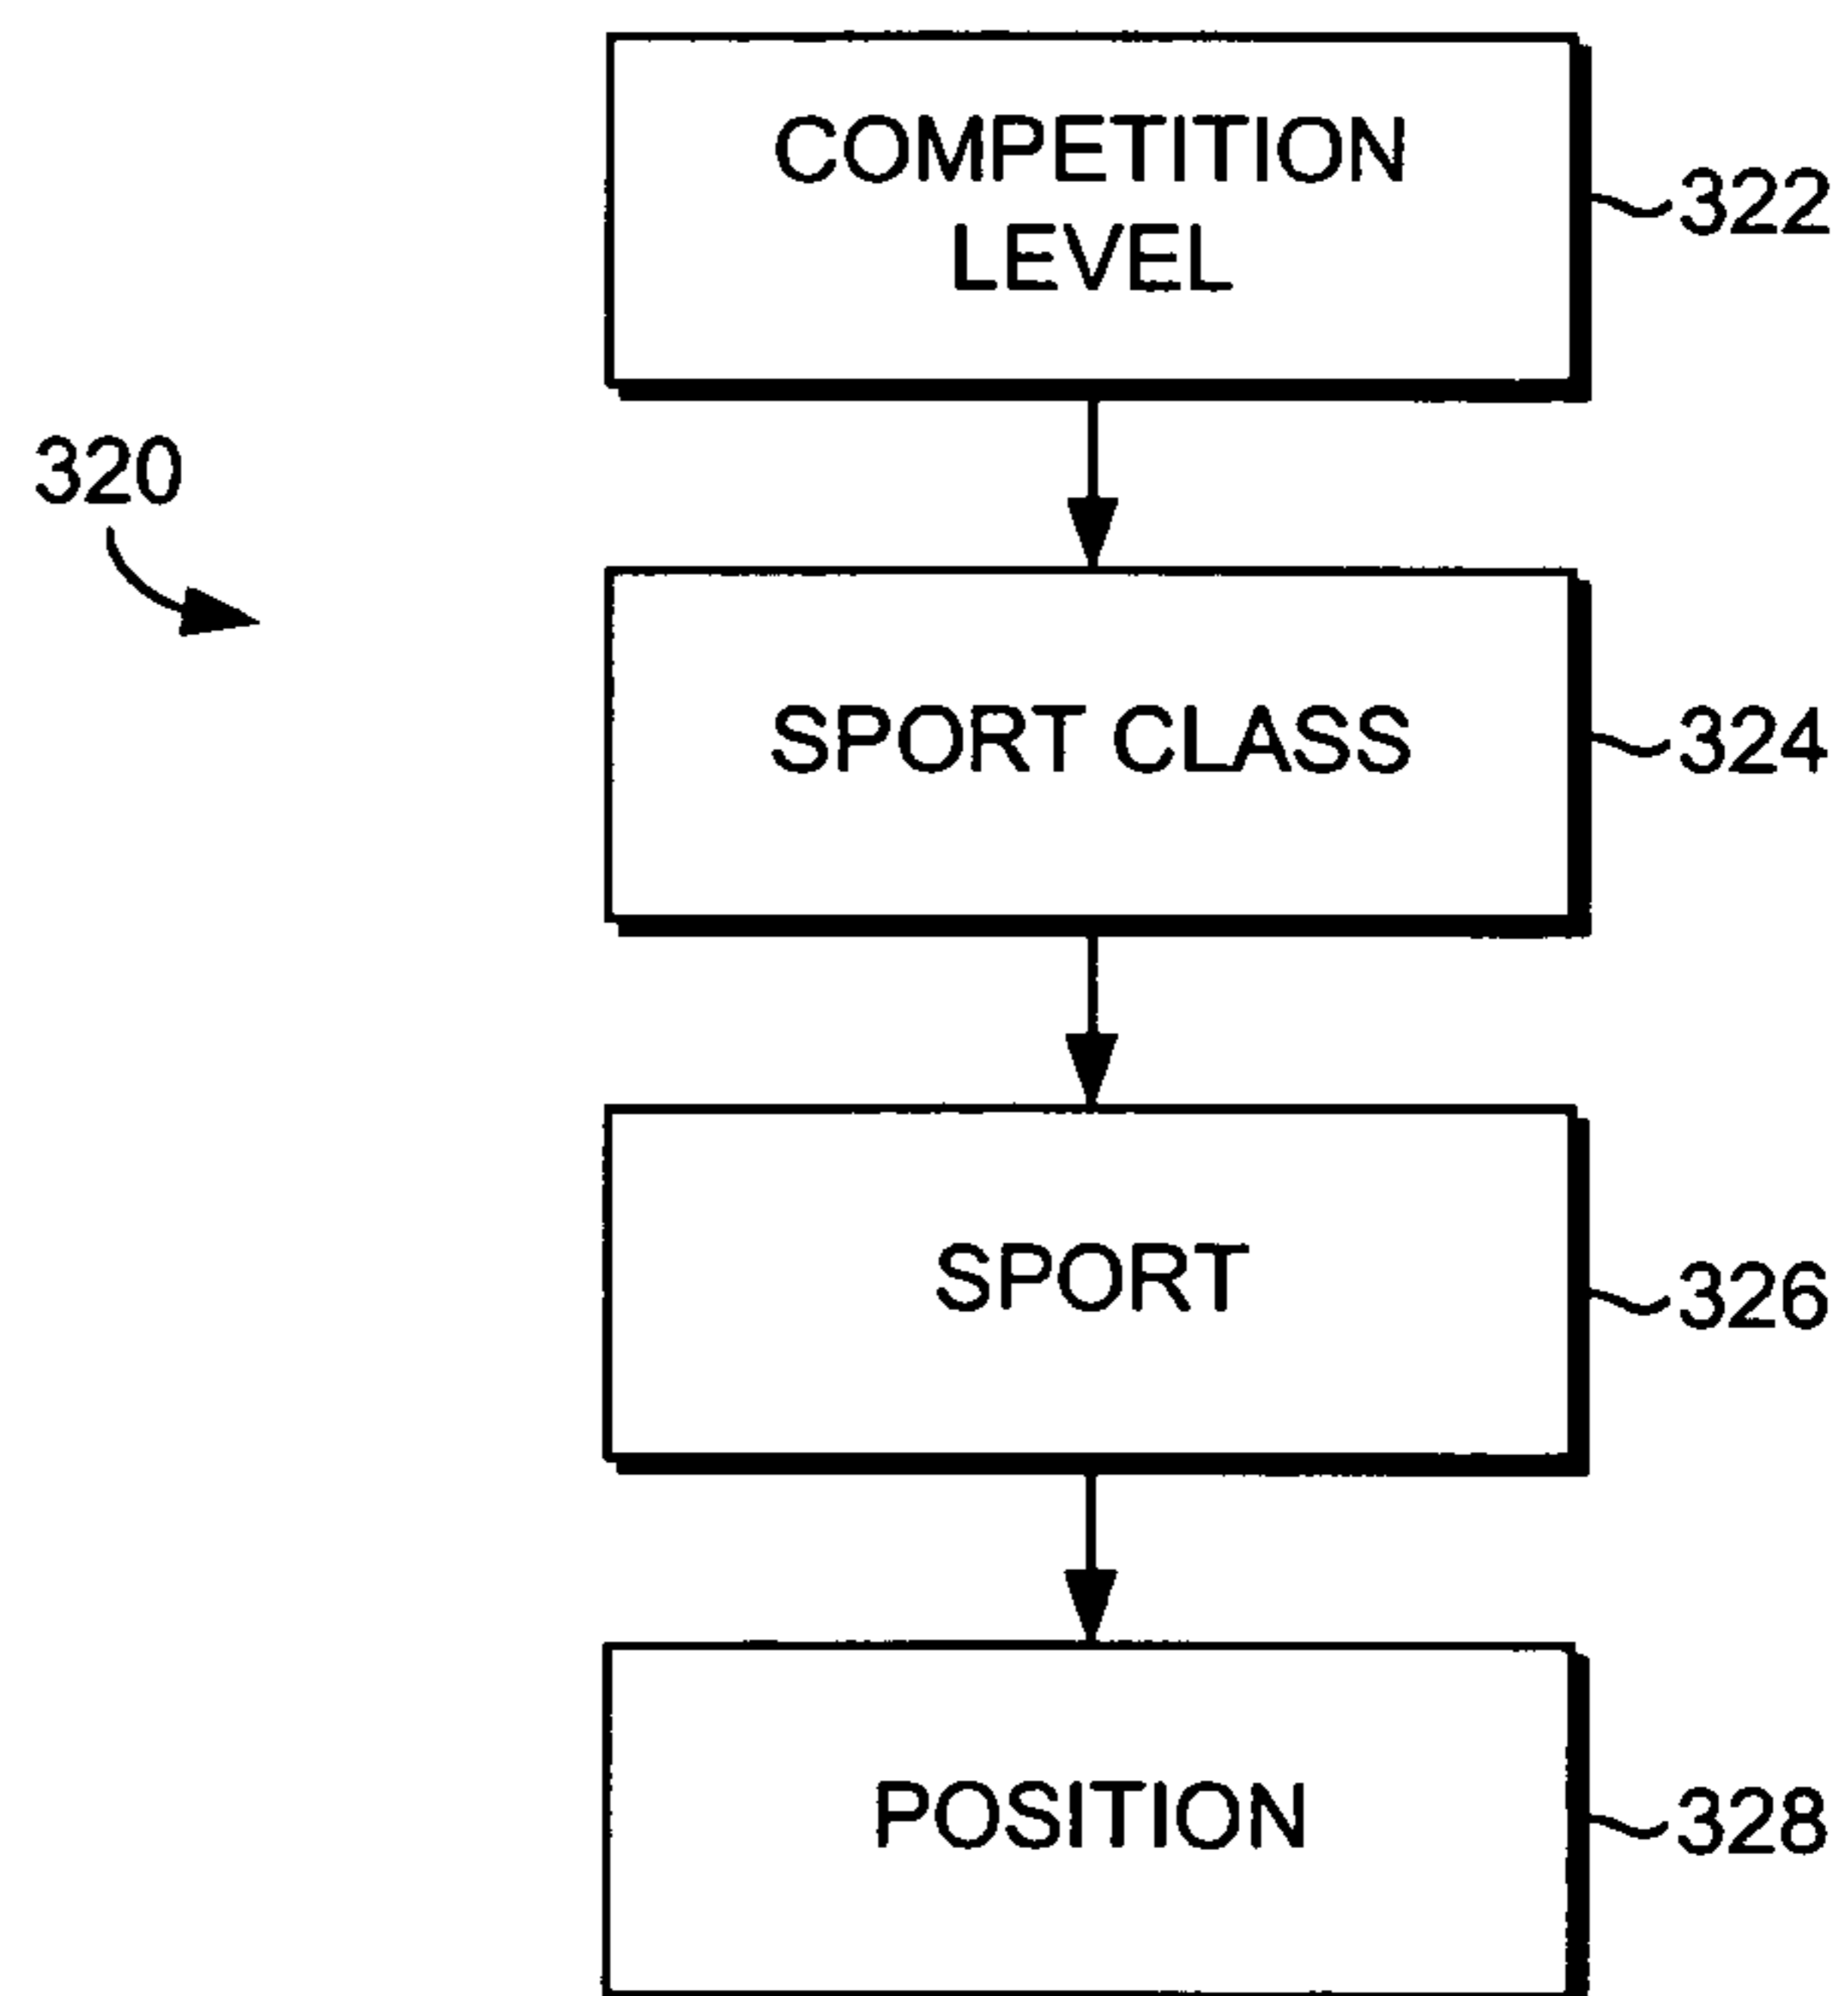 COMPETITION
LEVEL
322
320
SPORT CLASS
324
SPORT
326
POSITION
328